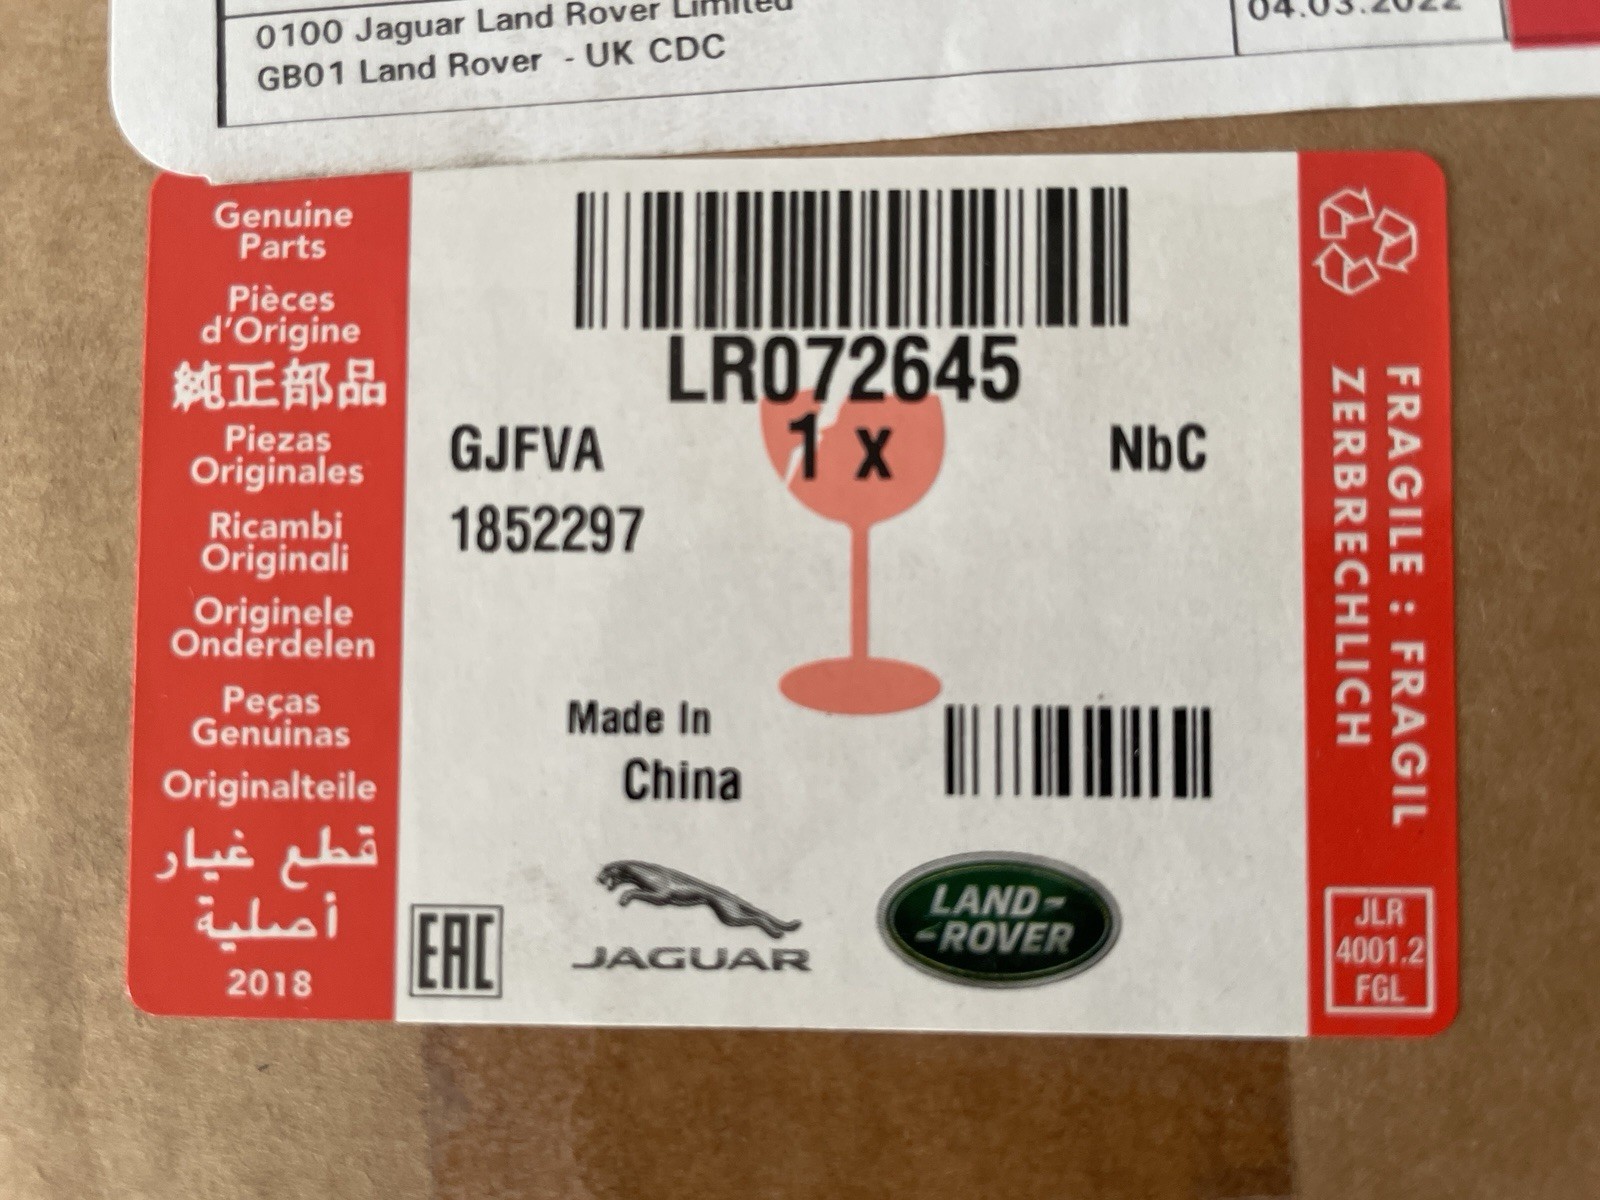 0100 Jaguar Land Rover Limited
GB01 Land Rover - UK CDC
04.03.2022
Genuine
Parts
Pièces
d'Origine
純正部品
Piezas
Originales
Ricambi
Originali
Originele
Onderdelen
Peças
Genuinas
Originalteile
قطع غيار
أصلية
2018
LR072645
GJFVA
1 x
NbC
1852297
Made In
China
EAC
JAGUAR
LAND-
-ROVER
FRAGILE : FRAGIL
ZERBRECHLICH
JLR
4001.2
FGL